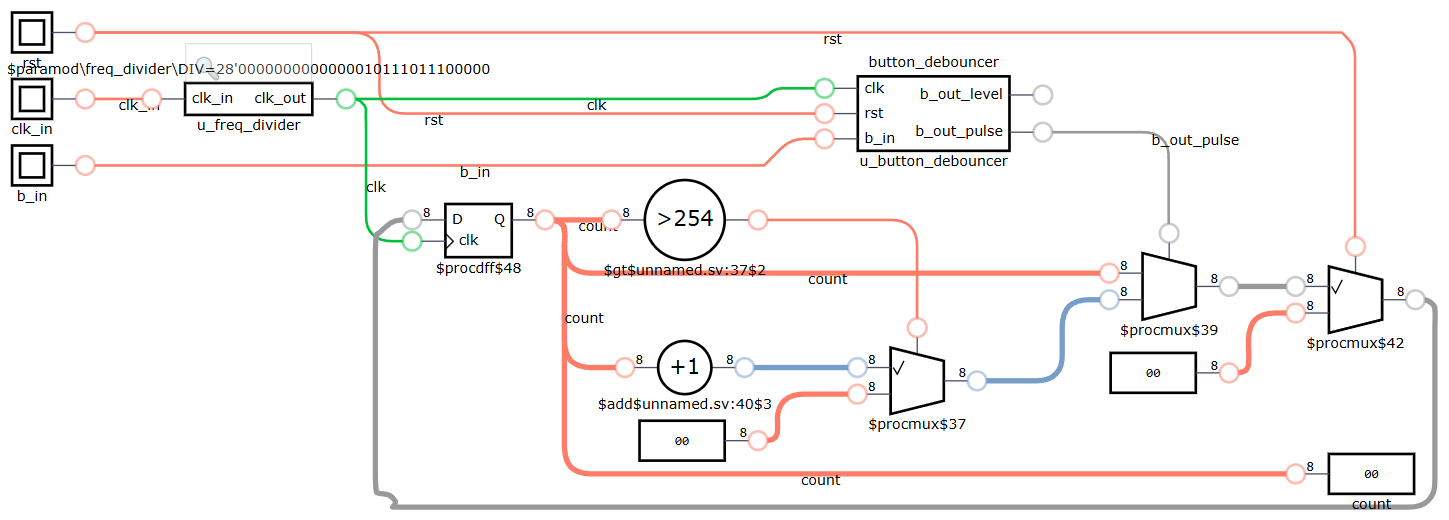 rst
rst
$paramod\freq_divider\DIV=28'0000000000000010111011100000
button_debouncer
clk_in
clk_in
clk_in clk_out
u_freq_divider
clk
rst
clk
rst
b_in
b_out_level
b_out_pulse
u_button_debouncer
b_out_pulse
b_in
b_in
clk
8
D Q
clk
8
$procdff$48
count
8
>254
$gt$unnamed.sv:37$2
count
8
8
8
$procmux$39
8
8
8
$procmux$42
00
8
count
8
+1
8
$add$unnamed.sv:40$3
8
8
8
$procmux$37
00
8
count
8
00
count